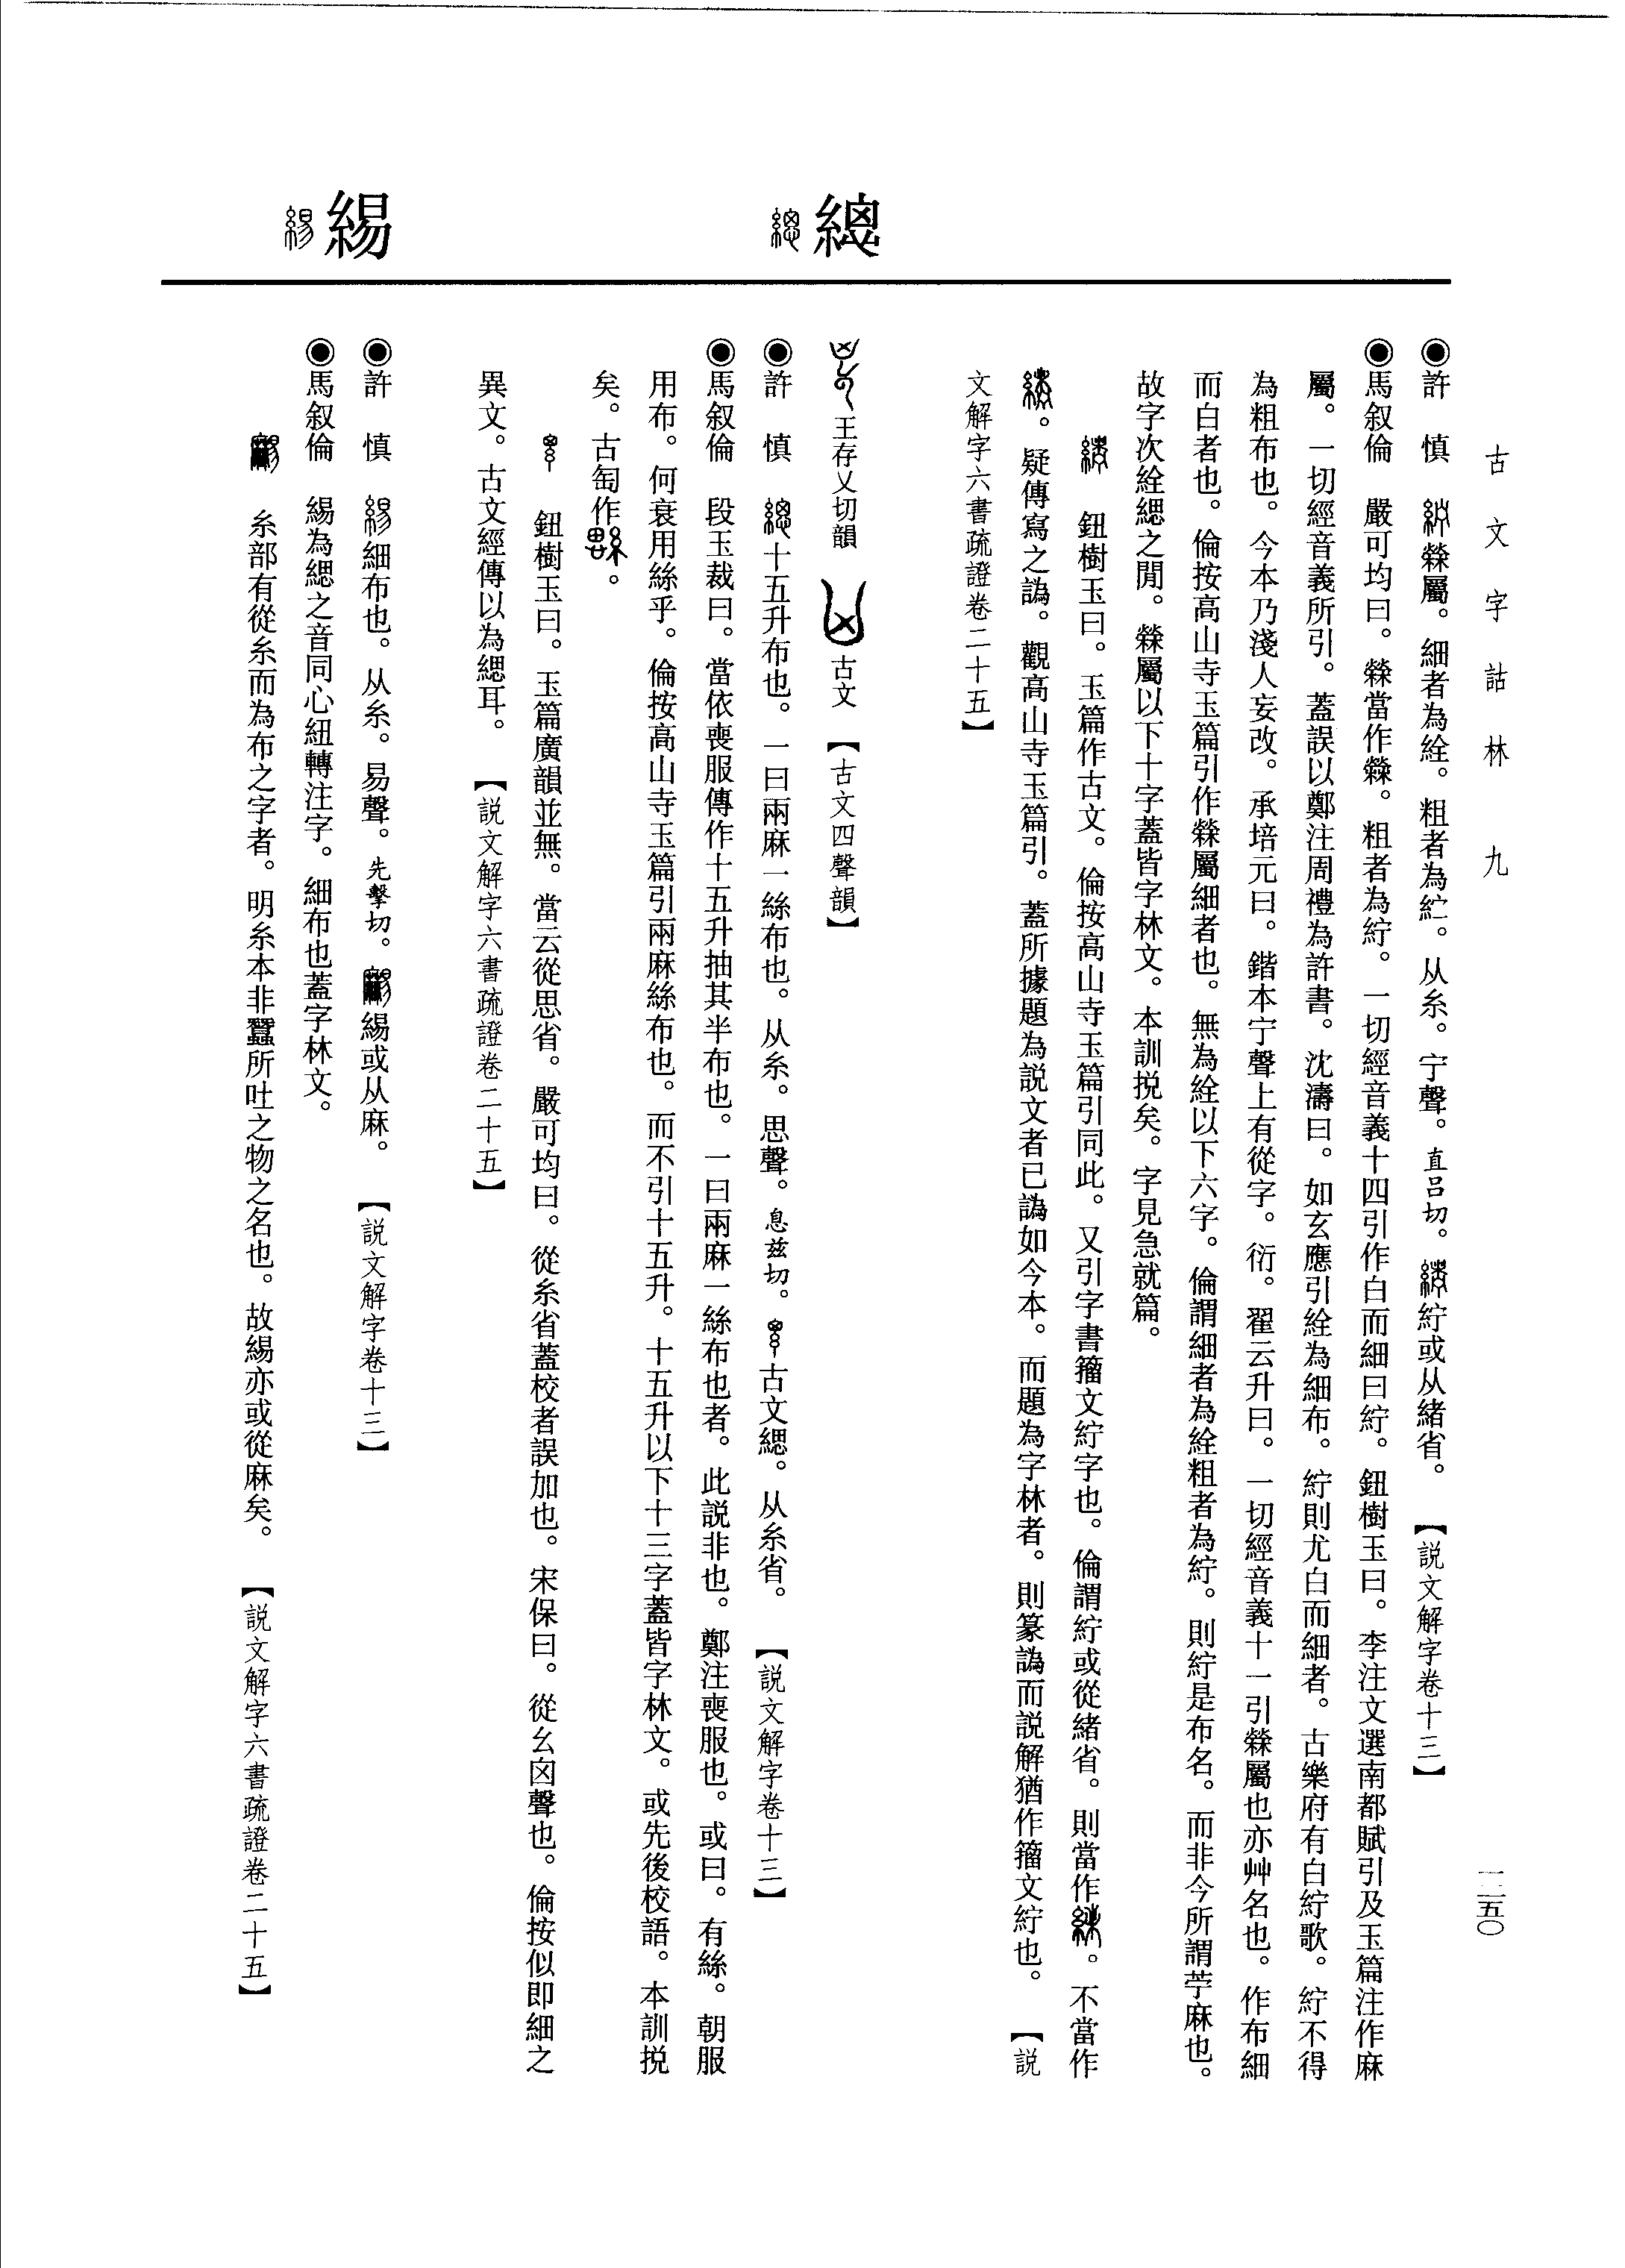 古文字詁林　九
一二五〇
◉許　慎　紵䌯屬。細者為絟。粗者為紵。从糸。宁聲。直呂切。紵或从緒省。　【説文解字卷十三】
◉馬叙倫　嚴可均曰。䌯當作檾。粗者為紵。一切經音義十四引作白而細曰紵。鈕樹玉曰。李注文選南都賦引及玉篇注作麻
屬。一切經音義所引。蓋誤以鄭注周禮為許書。沈濤曰。如玄應引絟為細布。紵則尤白而細者。古樂府有白紵歌。紵不得
為粗布也。今本乃淺人妄改。承培元曰。鍇本宁聲上有從字。衍。翟云升曰。一切經音義十一引檾屬也亦艸名也。作布細
而白者也。倫按高山寺玉篇引作檾屬細者也。無為絟以下六字。倫謂細者為絟粗者為紵。則紵是布名。而非今所謂苧麻也。
故字次絟緦之閒。檾屬以下十字蓋皆字林文。本訓挩矣。字見急就篇。
鈕樹玉曰。玉篇作古文。倫按高山寺玉篇引同此。又引字書籀文紵字也。倫謂紵或從緒省。則當作。不當作
。疑傳寫之譌。觀高山寺玉篇引。蓋所據題為説文者已譌如今本。而題為字林者。則篆譌而説解猶作籀文紵也。　【説
文解字六書疏證卷二十五】
緦
王存乂切韻　古文　【古文四聲韻】
◉許　慎　緦十五升布也。一曰兩麻一絲布也。从糸。思聲。息兹切。古文緦。从糸省。　【説文解字卷十三】
◉馬叙倫　段玉裁曰。當依喪服傳作十五升抽其半布也。一曰兩麻一絲布也者。此説非也。鄭注喪服也。或曰。有絲。朝服
用布。何衰用絲乎。倫按高山寺玉篇引兩麻絲布也。而不引十五升。十五升以下十三字蓋皆字林文。或先後校語。本訓挩
矣。古匋作。
鈕樹玉曰。玉篇廣韻並無。當云從思省。嚴可均曰。從糸省蓋校者誤加也。宋保曰。從幺囟聲也。倫按似即細之
異文。古文經傳以為緦耳。　【説文解字六書疏證卷二十五】
緆
◉許　慎　緆細布也。从糸。易聲。先擊切。緆或从麻。　【説文解字卷十三】
◉馬叙倫　緆為緦之音同心紐轉注字。細布也蓋字林文。
糸部有從糸而為布之字者。明糸本非蠶所吐之物之名也。故緆亦或從麻矣。　【説文解字六書疏證卷二十五】